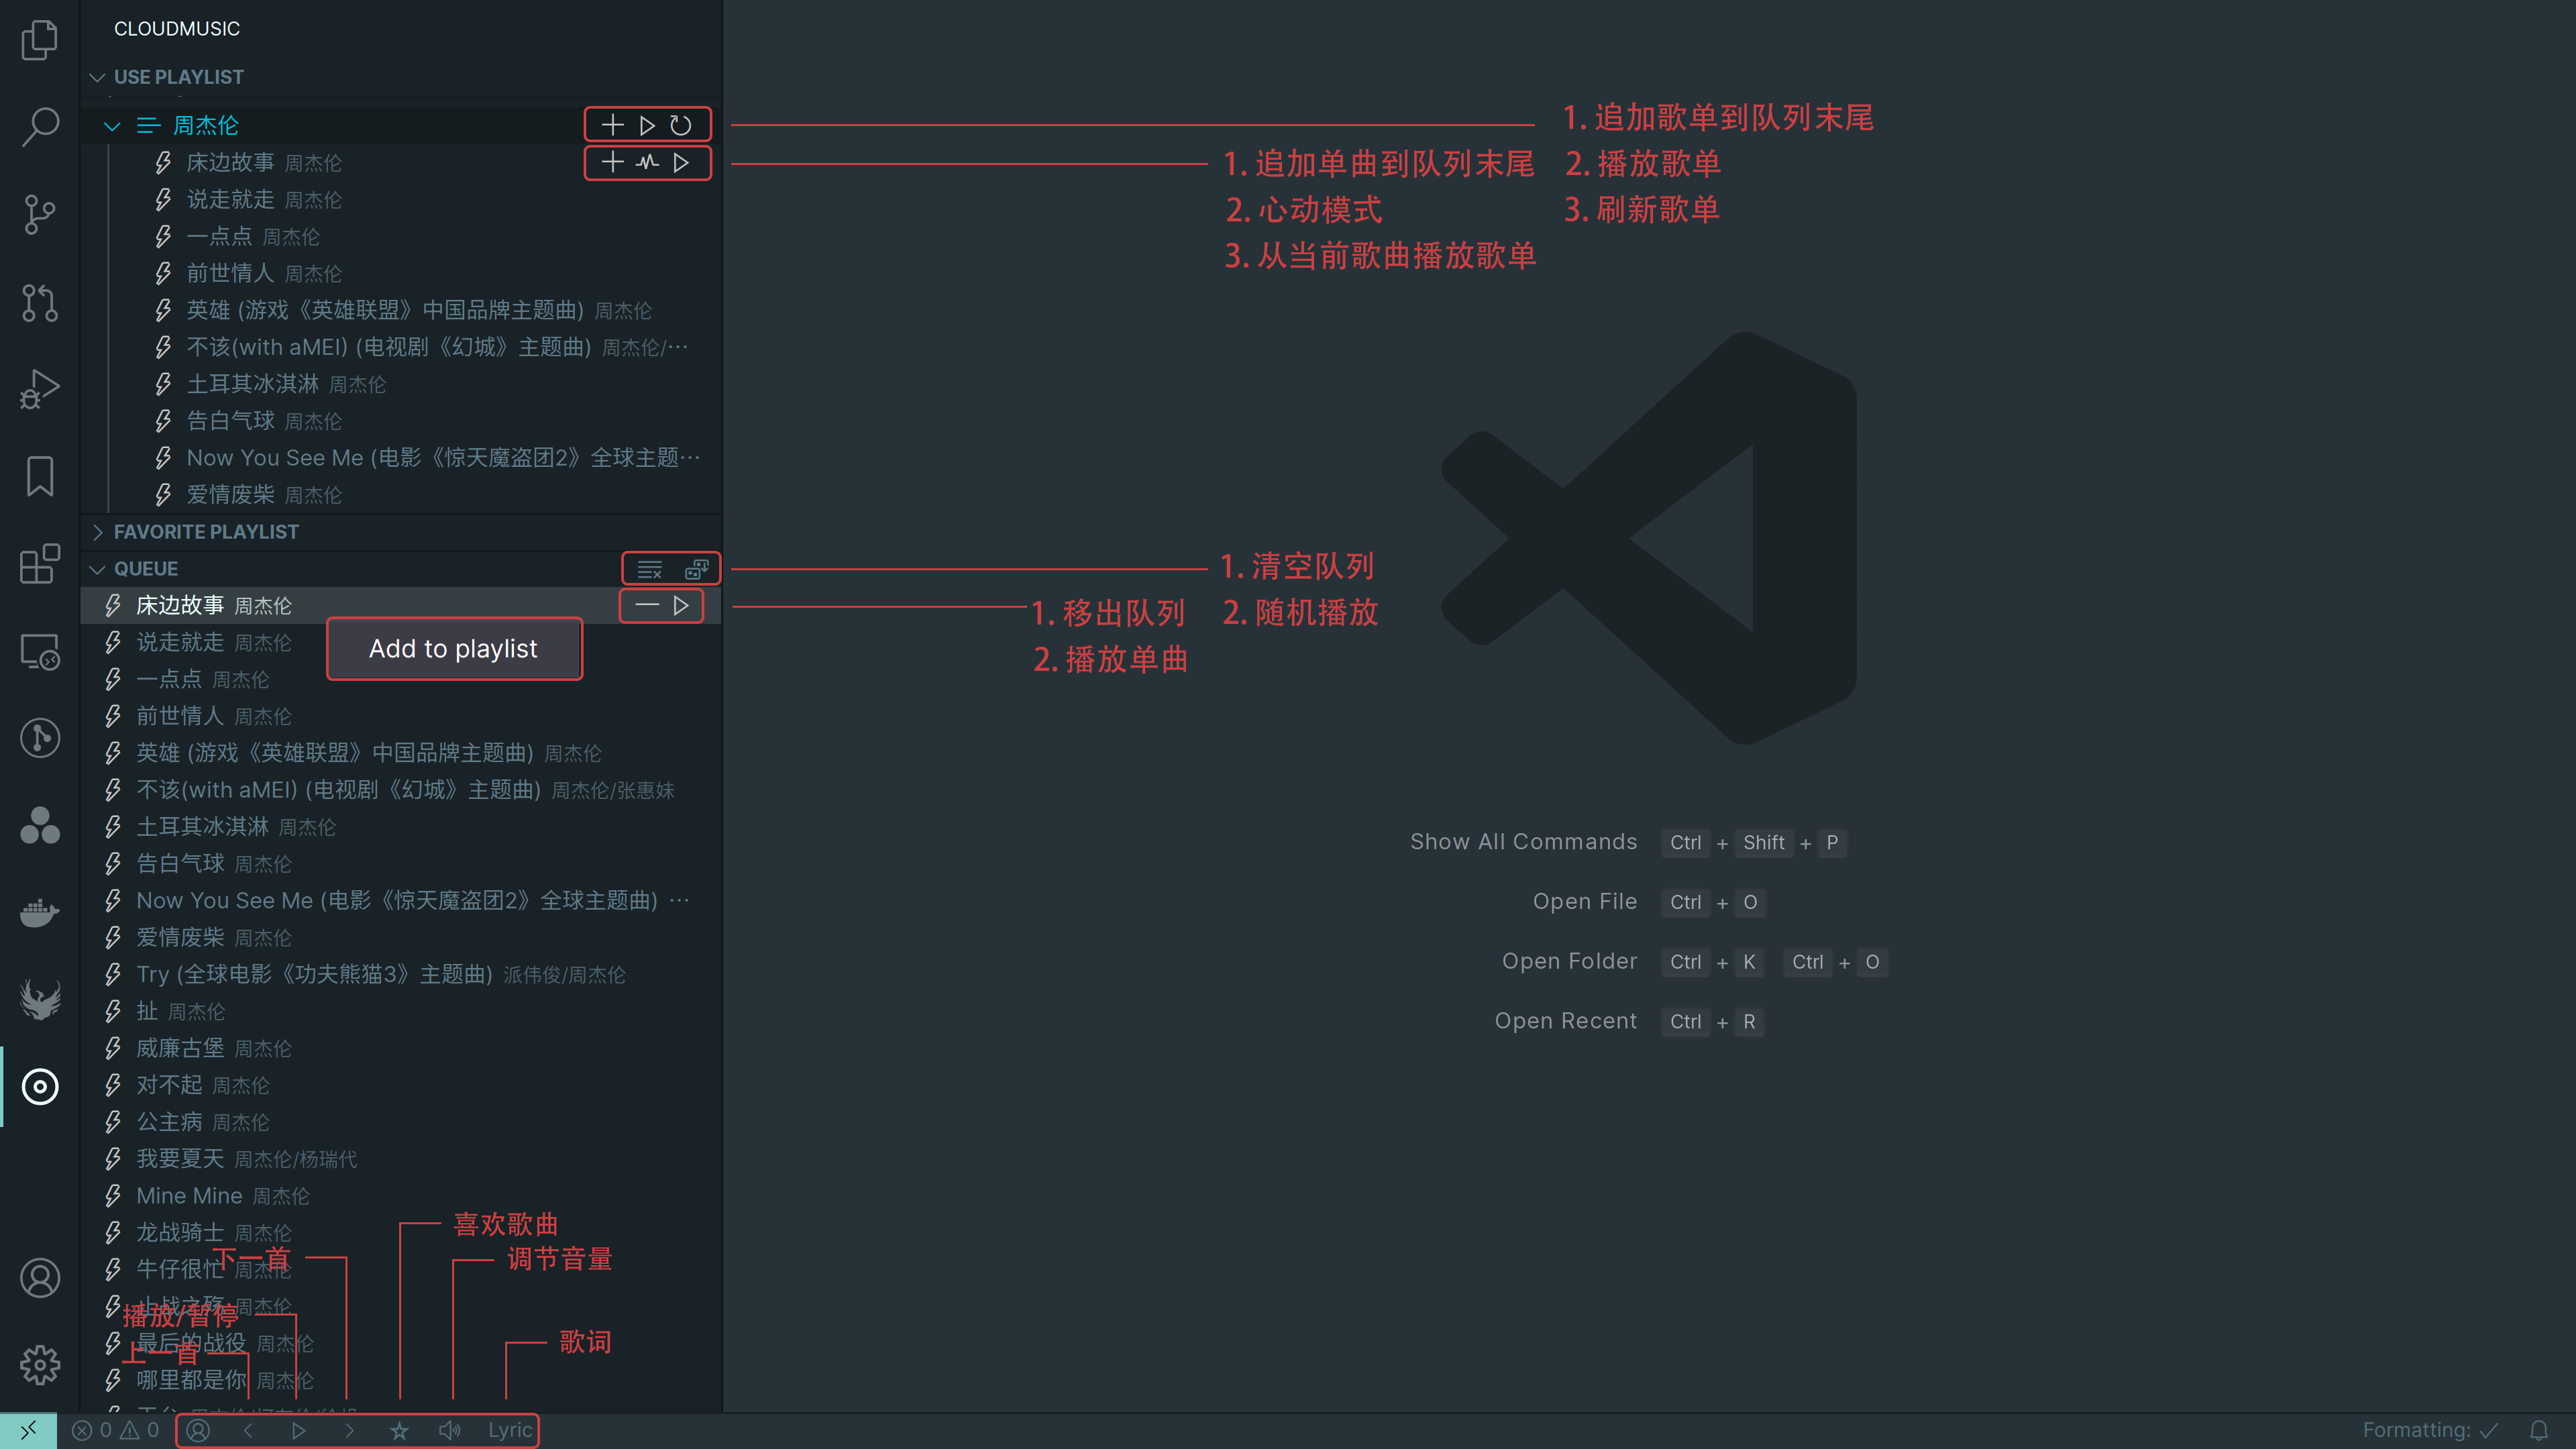 CLOUDMUSIC
USE PLAYLIST
周杰伦
床边故事 周杰伦
说走就走 周杰伦
一点点 周杰伦
前世情人 周杰伦
英雄 (游戏《英雄联盟》中国品牌主题曲) 周杰伦
不该(with aMEI) (电视剧《幻城》主题曲) 周杰伦/…
土耳其冰淇淋 周杰伦
告白气球 周杰伦
Now You See Me (电影《惊天魔盗团2》全球主题…
爱情废柴 周杰伦
1. 追加歌单到队列末尾
2. 播放歌单
3. 刷新歌单
1. 追加单曲到队列末尾
2. 心动模式
3. 从当前歌曲播放歌单
FAVORITE PLAYLIST
QUEUE
1. 清空队列
2. 随机播放
1. 移出队列
2. 播放单曲
床边故事 周杰伦
Add to playlist
说走就走 周杰伦
一点点 周杰伦
前世情人 周杰伦
英雄 (游戏《英雄联盟》中国品牌主题曲) 周杰伦
不该(with aMEI) (电视剧《幻城》主题曲) 周杰伦/张惠妹
土耳其冰淇淋 周杰伦
告白气球 周杰伦
Now You See Me (电影《惊天魔盗团2》全球主题曲) …
爱情废柴 周杰伦
Try (全球电影《功夫熊猫3》主题曲) 派伟俊/周杰伦
扯 周杰伦
威廉古堡 周杰伦
对不起 周杰伦
公主病 周杰伦
我要夏天 周杰伦/杨瑞代
Mine Mine 周杰伦
龙战骑士 周杰伦
牛仔很忙 周杰伦
周杰伦
最后的战役 周杰伦
哪里都是你 周杰伦
喜欢歌曲
下一首
调节音量
播放/暂停
上一首
歌词
Show All Commands Ctrl + Shift + P
Open File Ctrl + O
Open Folder Ctrl + K Ctrl + O
Open Recent Ctrl + R
0 0
Lyric
Formatting: